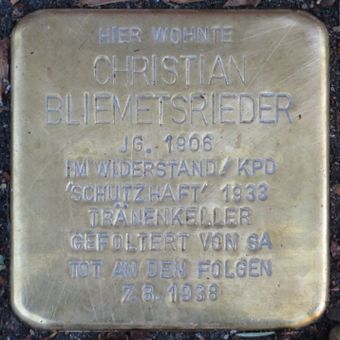 HIER WOHNTE
CHRISTIAN
BLIEMETSRIEDER
JG. 1906
IM WIDERSTAND/KPD
'SCHUTZHAFT' 1933
TRÄNENKELLER
GEFOLTERT VON SA
TOT AN DEN FOLGEN
7.8.1938